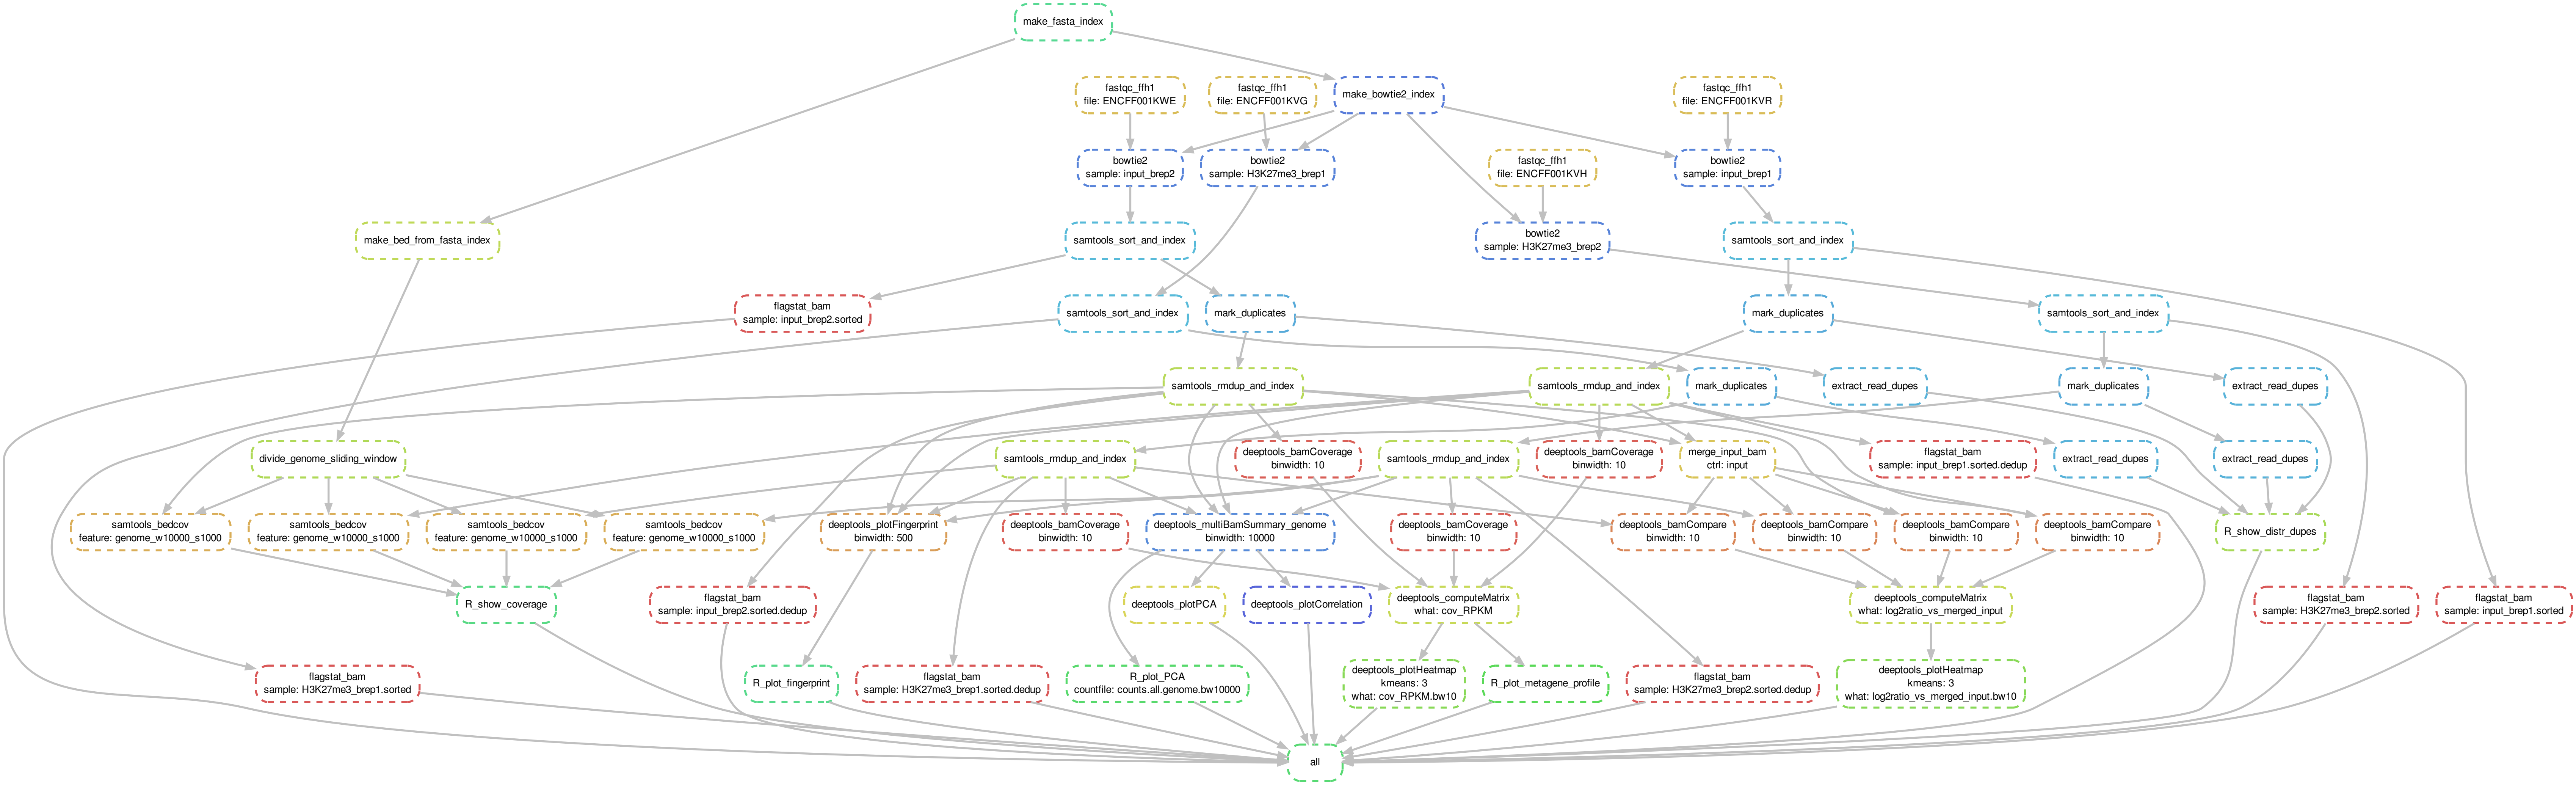 make_fasta_index
fastqc_ffh1
file: ENCFF001KWE
fastqc_ffh1
file: ENCFF001KVG
make_bowtie2_index
fastqc_ffh1
file: ENCFF001KVR
bowtie2
sample: input_brep2
bowtie2
sample: H3K27me3_brep1
fastqc_ffh1
file: ENCFF001KVH
bowtie2
sample: input_brep1
make_bed_from_fasta_index
samtools_sort_and_index
bowtie2
sample: H3K27me3_brep2
samtools_sort_and_index
flagstat_bam
sample: input_brep2.sorted
samtools_sort_and_index
mark_duplicates
mark_duplicates
samtools_sort_and_index
samtools_rmdup_and_index
samtools_rmdup_and_index
mark_duplicates
extract_read_dupes
mark_duplicates
extract_read_dupes
divide_genome_sliding_window
samtools_rmdup_and_index
deeptools_bamCoverage
binwidth: 10
samtools_rmdup_and_index
deeptools_bamCoverage
binwidth: 10
merge_input_bam
ctrl: input
flagstat_bam
sample: input_brep1.sorted.dedup
extract_read_dupes
extract_read_dupes
samtools_bedcov
feature: genome_w10000_s1000
samtools_bedcov
feature: genome_w10000_s1000
samtools_bedcov
feature: genome_w10000_s1000
samtools_bedcov
feature: genome_w10000_s1000
deeptools_plotFingerprint
binwidth: 500
deeptools_bamCoverage
binwidth: 10
deeptools_multiBamSummary_genome
binwidth: 10000
deeptools_bamCoverage
binwidth: 10
deeptools_bamCompare
binwidth: 10
deeptools_bamCompare
binwidth: 10
deeptools_bamCompare
binwidth: 10
deeptools_bamCompare
binwidth: 10
R_show_distr_dupes
R_show_coverage
flagstat_bam
sample: input_brep2.sorted.dedup
deeptools_plotPCA
deeptools_plotCorrelation
deeptools_computeMatrix
what: cov_RPKM
deeptools_computeMatrix
what: log2ratio_vs_merged_input
flagstat_bam
sample: H3K27me3_brep2.sorted
flagstat_bam
sample: input_brep1.sorted
flagstat_bam
sample: H3K27me3_brep1.sorted
R_plot_fingerprint
flagstat_bam
sample: H3K27me3_brep1.sorted.dedup
R_plot_PCA
countfile: counts.all.genome.bw10000
deeptools_plotHeatmap
kmeans: 3
what: cov_RPKM.bw10
R_plot_metagene_profile
flagstat_bam
sample: H3K27me3_brep2.sorted.dedup
deeptools_plotHeatmap
kmeans: 3
what: log2ratio_vs_merged_input.bw10
all